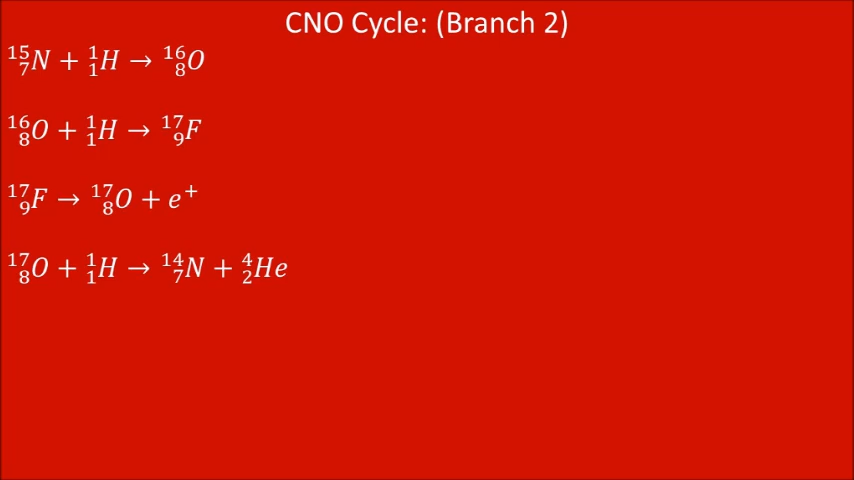 CNO Cycle: (Branch 2)
¹⁵₇N + ¹₁H → ¹⁶₈O
¹⁶₈O + ¹₁H → ¹⁷₉F
¹⁷₉F → ¹⁷₈O + e⁺
¹⁷₈O + ¹₁H → ¹⁴₇N + ⁴₂He